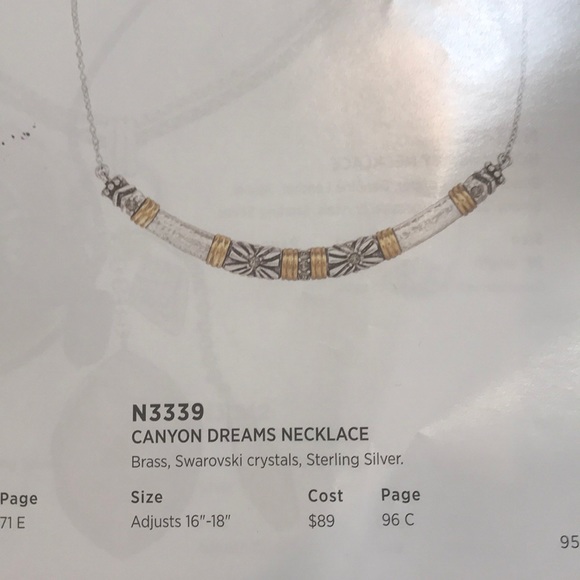 N3339
CANYON DREAMS NECKLACE
Brass, Swarovski crystals, Sterling Silver.
Page Size Cost Page
71 E Adjusts 16"-18" $89 96 C
95